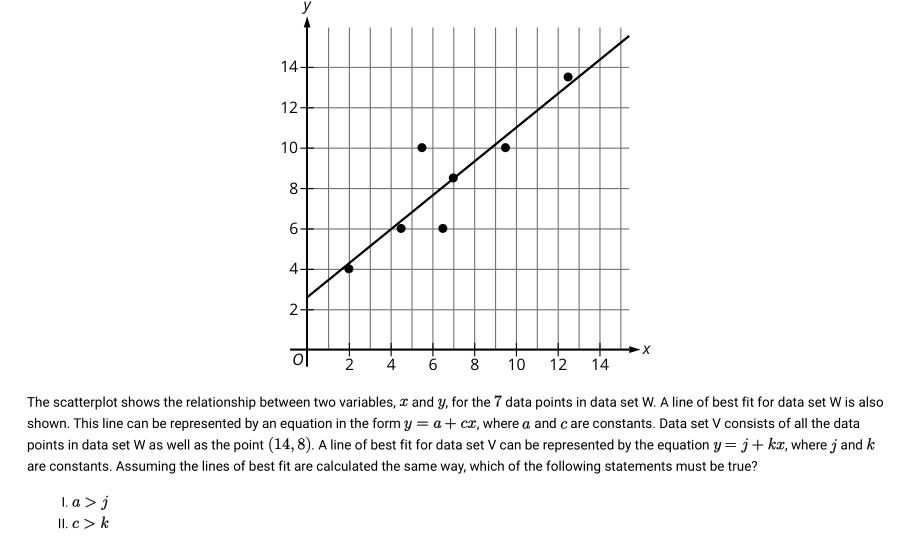 y
14
12
10
8
6
4
2
O
2 4 6 8 10 12 14
x
The scatterplot shows the relationship between two variables, x and y, for the 7 data points in data set W. A line of best fit for data set W is also
shown. This line can be represented by an equation in the form y = a + cx, where a and c are constants. Data set V consists of all the data
points in data set W as well as the point (14, 8). A line of best fit for data set V can be represented by the equation y = j + kx, where j and k
are constants. Assuming the lines of best fit are calculated the same way, which of the following statements must be true?
I. a > j
II. c > k